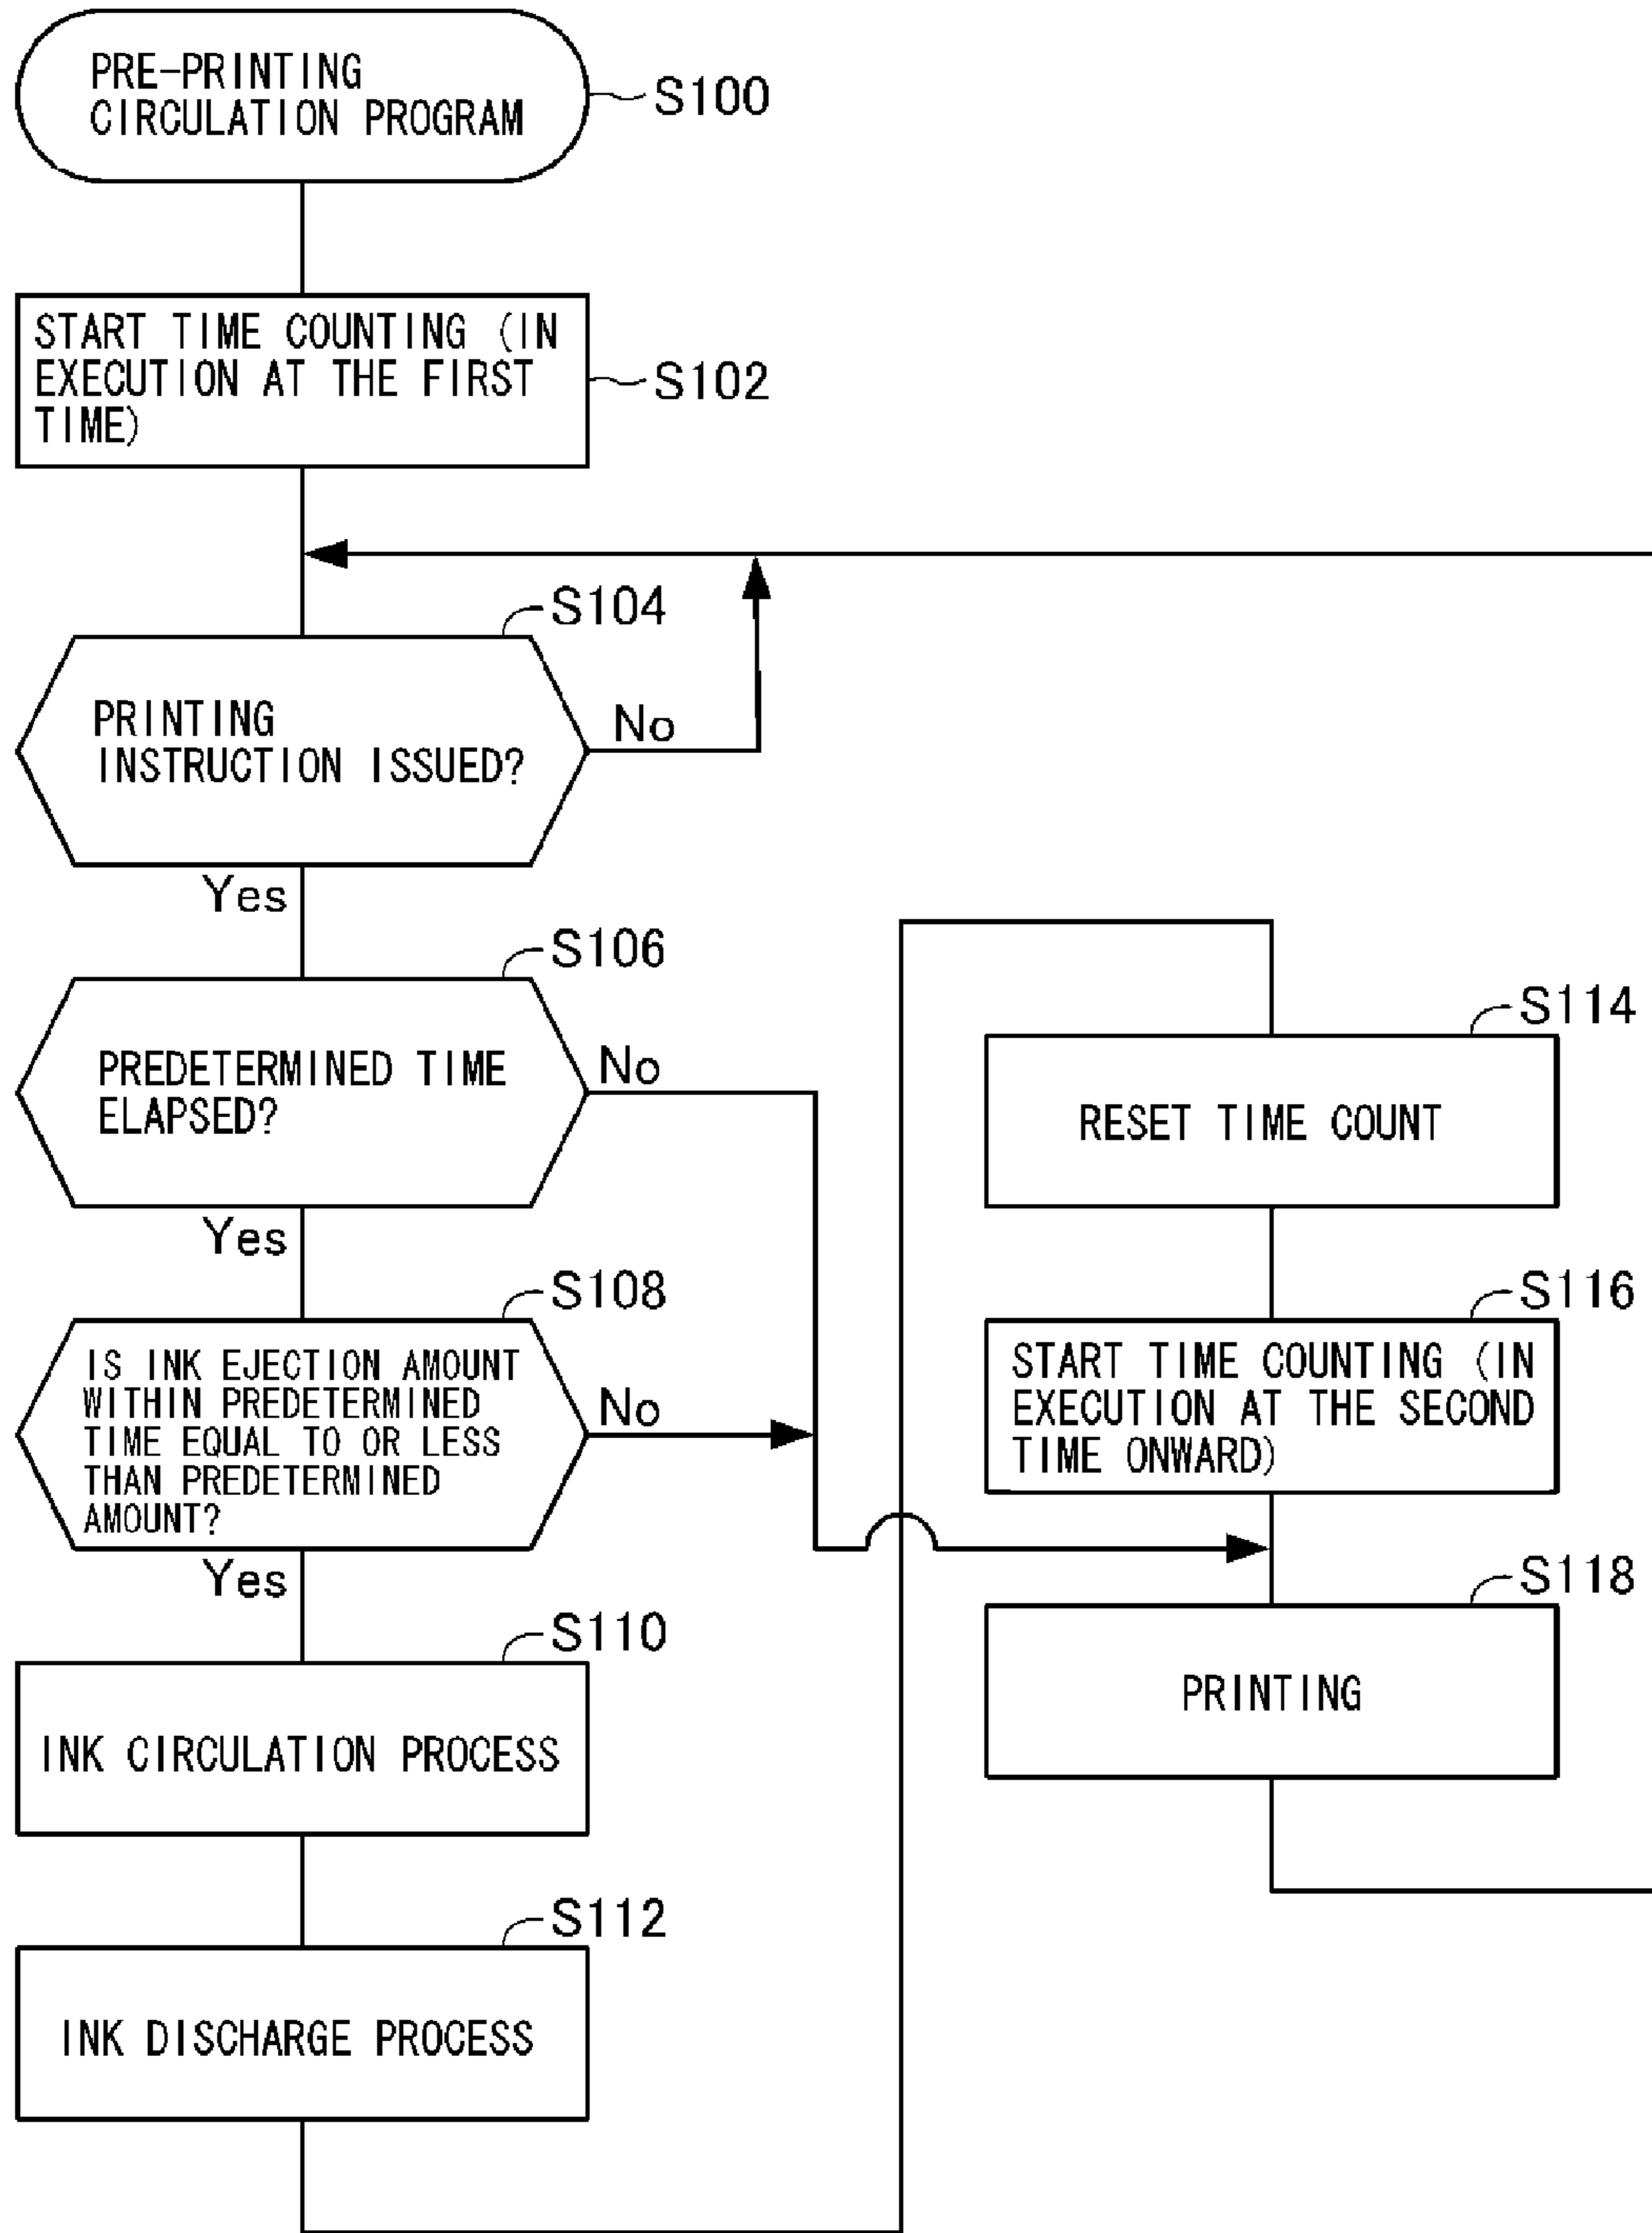 PRE-PRINTING
CIRCULATION PROGRAM
S100
START TIME COUNTING (IN
EXECUTION AT THE FIRST
TIME)
S102
S104
PRINTING
INSTRUCTION ISSUED?
No
Yes
S106
PREDETERMINED TIME
ELAPSED?
No
Yes
S108
IS INK EJECTION AMOUNT
WITHIN PREDETERMINED
TIME EQUAL TO OR LESS
THAN PREDETERMINED
AMOUNT?
No
Yes
S110
INK CIRCULATION PROCESS
S112
INK DISCHARGE PROCESS
S114
RESET TIME COUNT
S116
START TIME COUNTING (IN
EXECUTION AT THE SECOND
TIME ONWARD)
S118
PRINTING